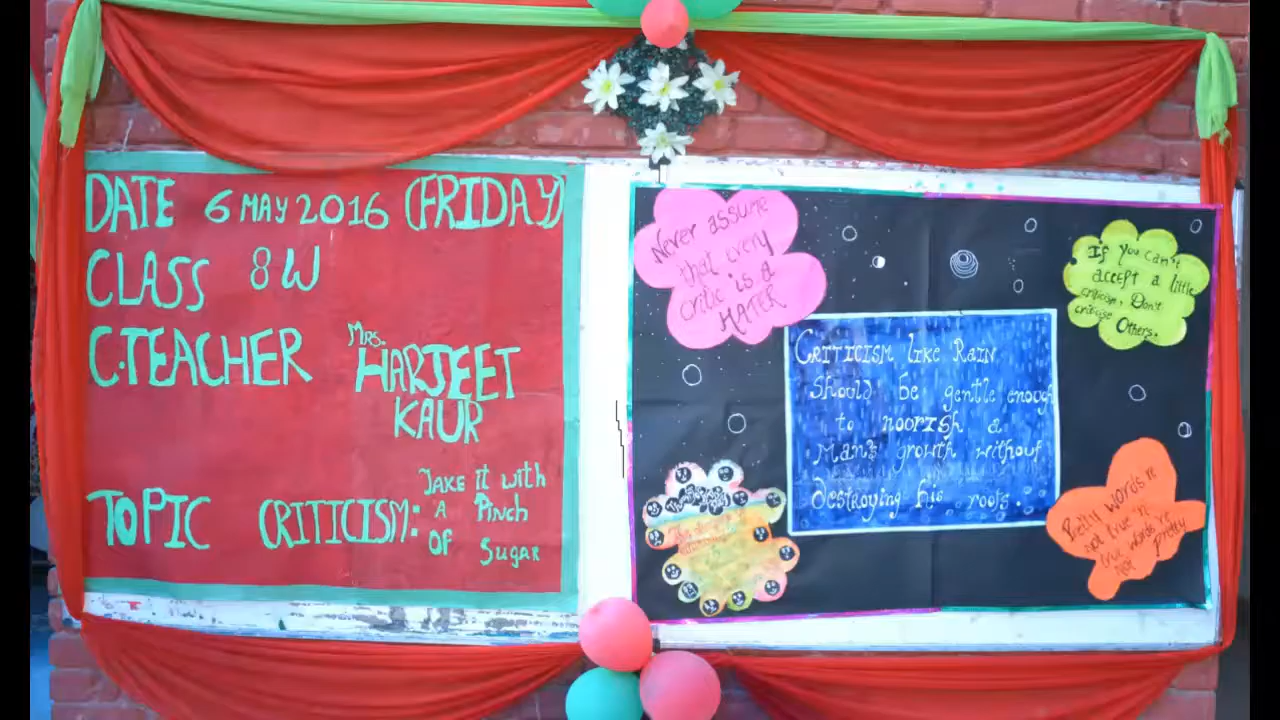 DATE 6 MAY 2016 (FRIDAY)
CLASS 8 W
C.TEACHER Mrs. HARJEET
KAUR
TOPIC CRITICISM: TAKE IT WITH
A PINCH
OF SUGAR
Never assume
that every
critic is a
HATER
If you can't
accept a little
criticism, Don't
criticise Others.
CRITICISM like RAIN
should be gentle enough
to noorish a
Man's growth without
destroying his roots.
words're
not true 'n
true words're
not pretty